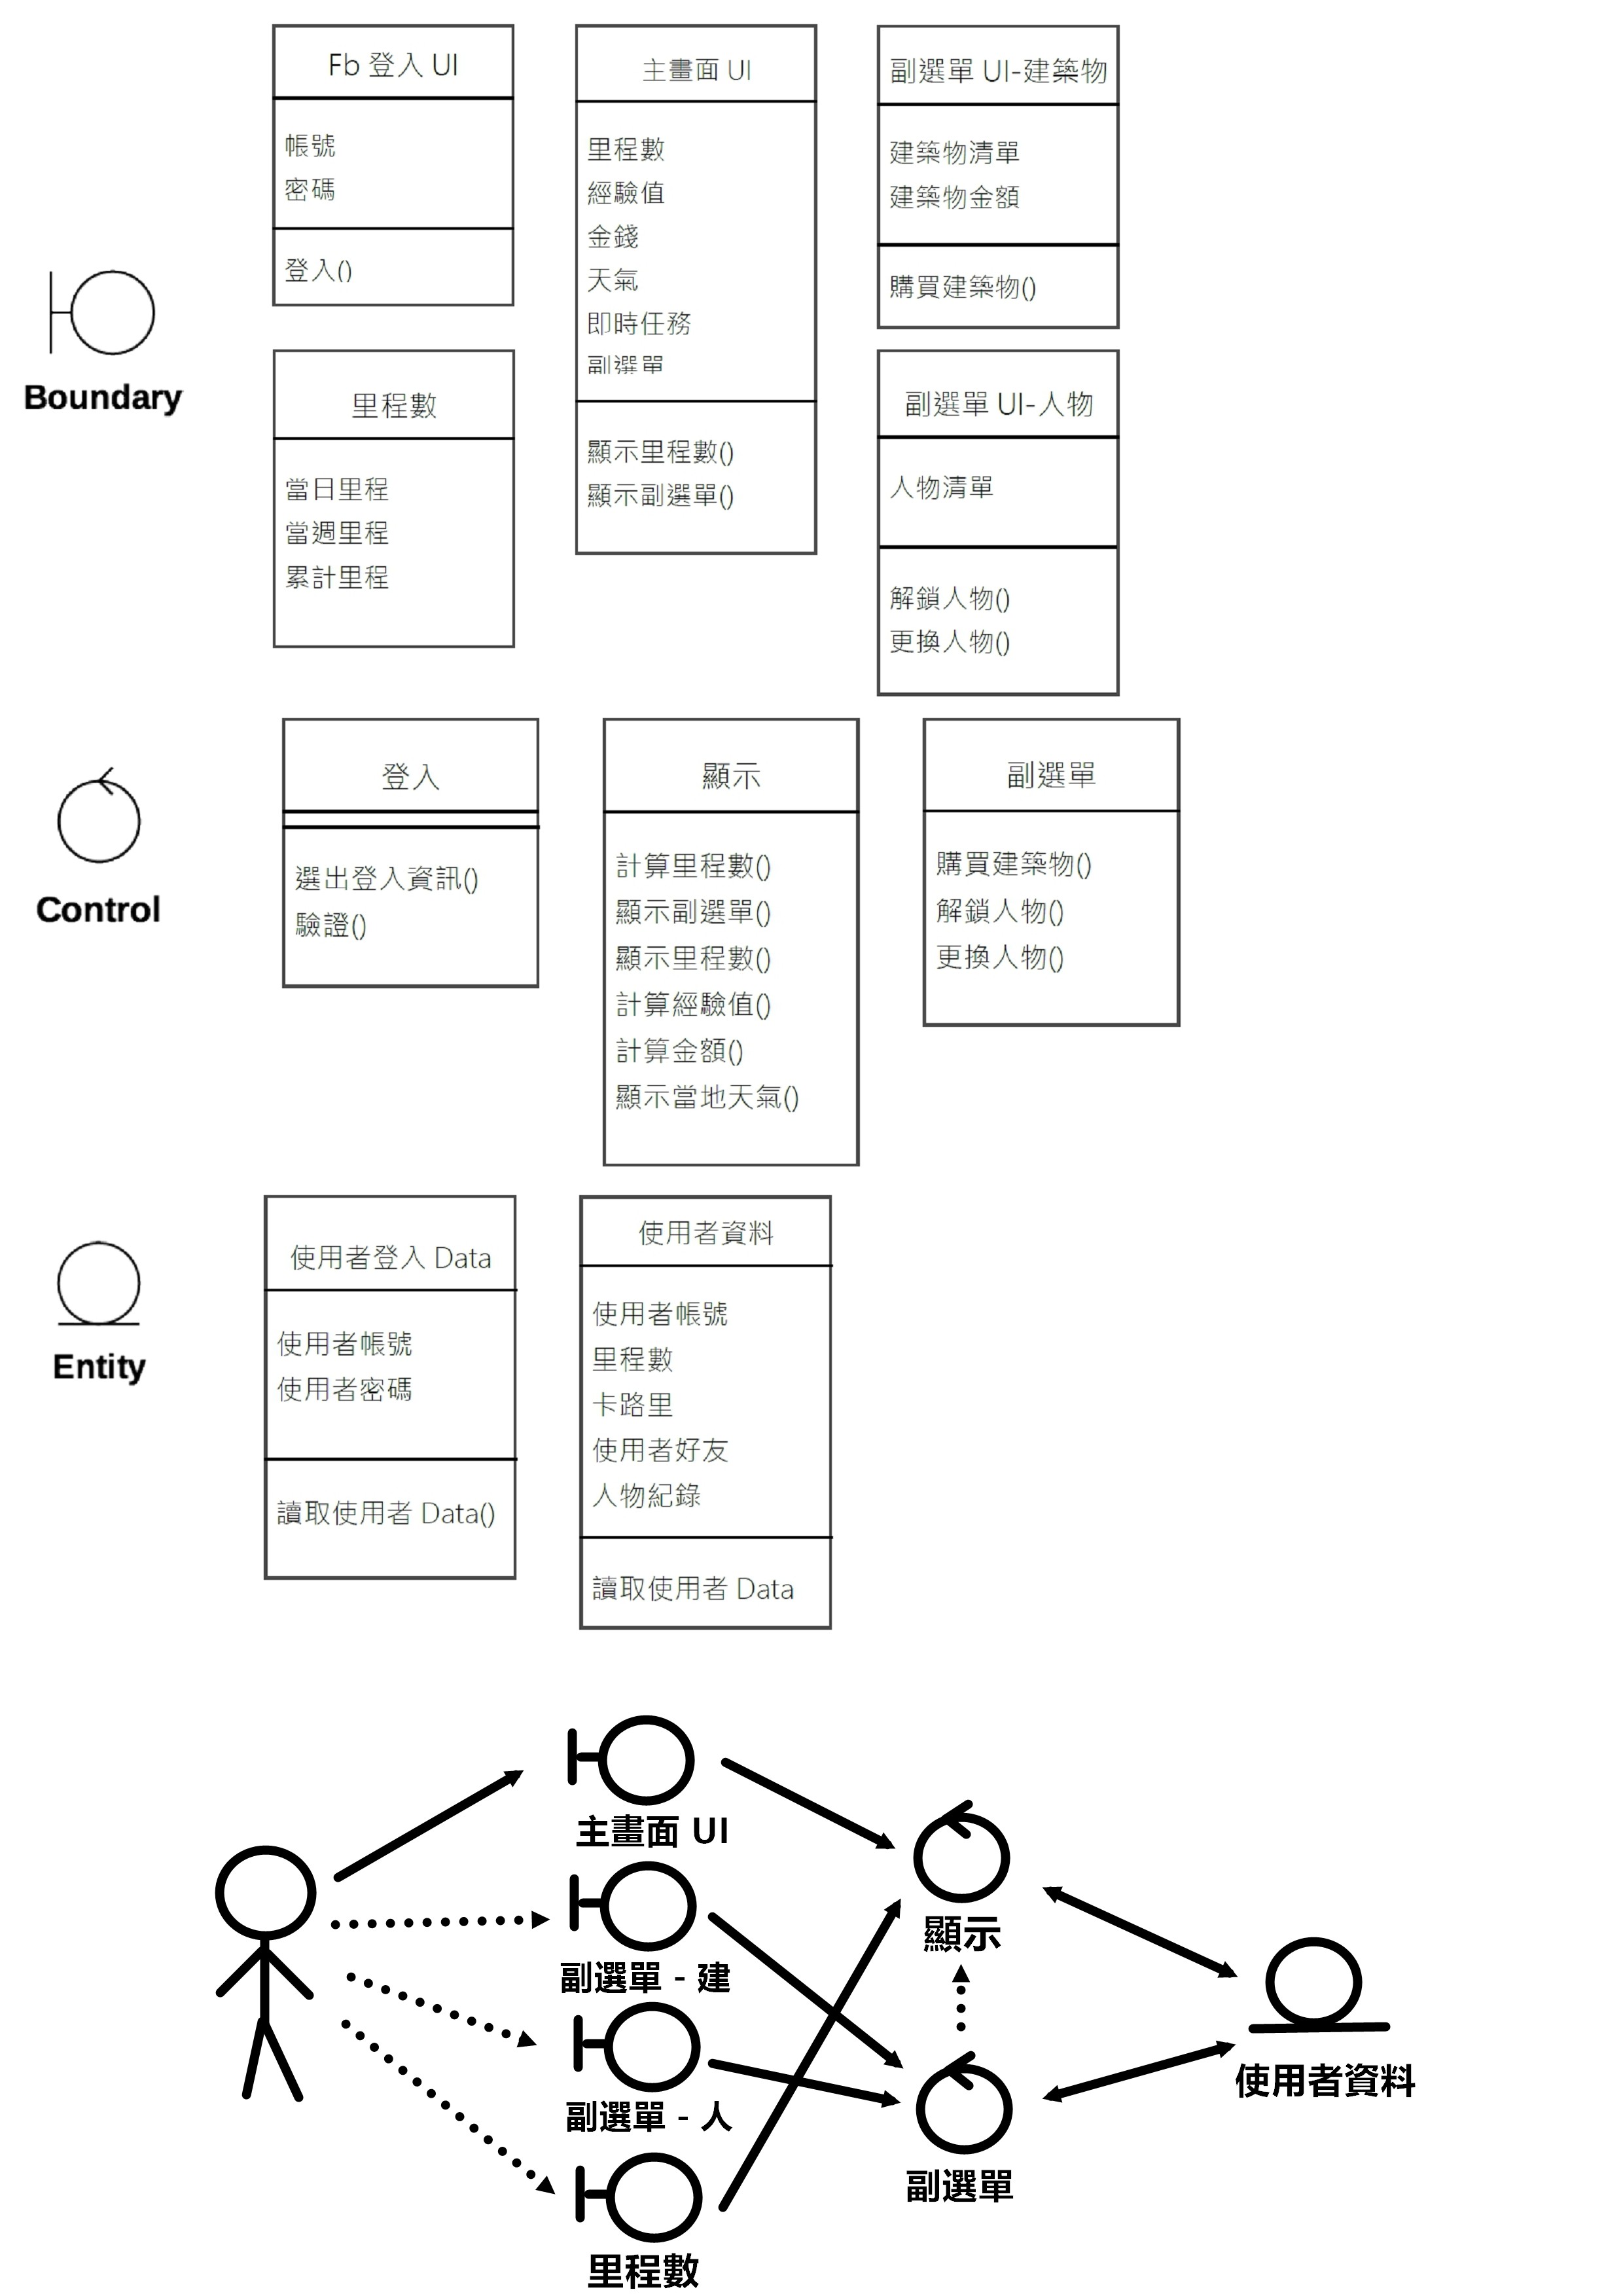 Fb 登入 UI
帳號
密碼
登入()
主畫面 UI
里程數
經驗值
金錢
天氣
即時任務
副選單
顯示里程數()
顯示副選單()
副選單 UI-建築物
建築物清單
建築物金額
購買建築物()
Boundary
里程數
當日里程
當週里程
累計里程
副選單 UI-人物
人物清單
解鎖人物()
更換人物()
Control
登入
選出登入資訊()
驗證()
顯示
計算里程數()
顯示副選單()
顯示里程數()
計算經驗值()
計算金額()
顯示當地天氣()
副選單
購買建築物()
解鎖人物()
更換人物()
Entity
使用者登入 Data
使用者帳號
使用者密碼
讀取使用者 Data()
使用者資料
使用者帳號
里程數
卡路里
使用者好友
人物紀錄
讀取使用者 Data
主畫面 UI
副選單 - 建
副選單 - 人
里程數
顯示
副選單
使用者資料